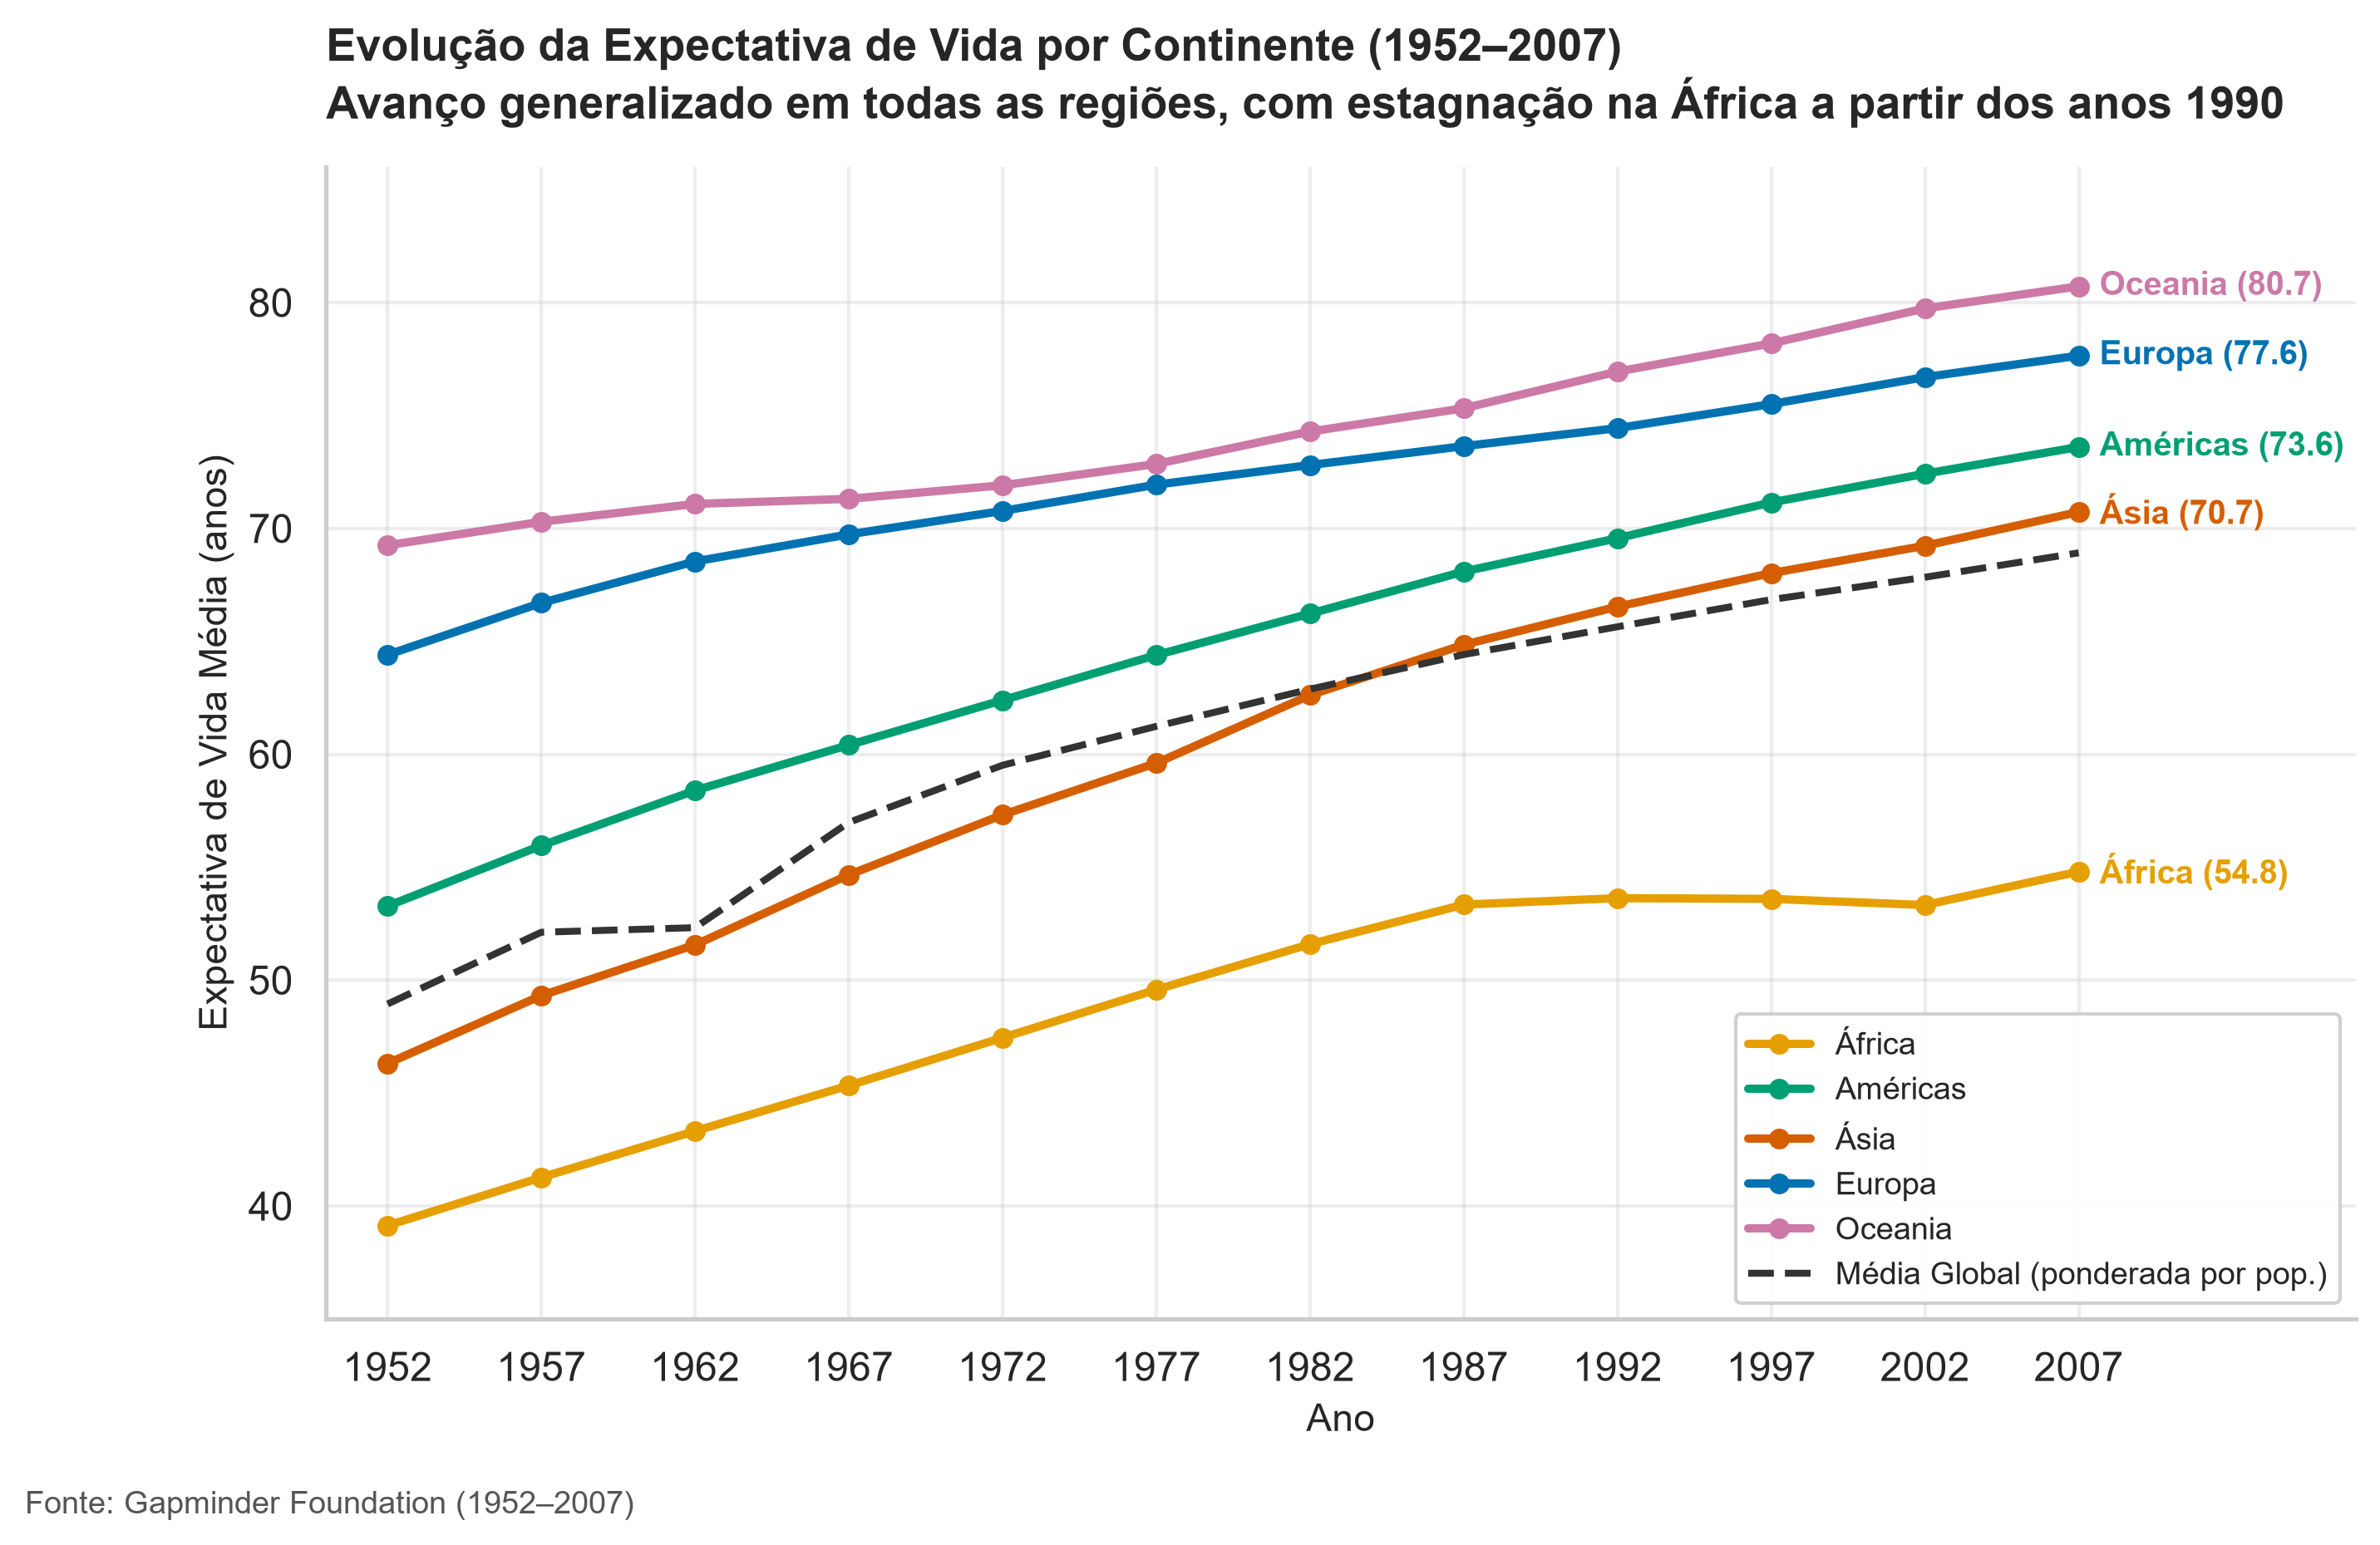 Evolução da Expectativa de Vida por Continente (1952–2007)
Avanço generalizado em todas as regiões, com estagnação na África a partir dos anos 1990
Expectativa de Vida Média (anos)
80
70
60
50
40
Oceania (80.7)
Europa (77.6)
Américas (73.6)
Ásia (70.7)
África (54.8)
África
Américas
Ásia
Europa
Oceania
Média Global (ponderada por pop.)
1952 1957 1962 1967 1972 1977 1982 1987 1992 1997 2002 2007
Ano
Fonte: Gapminder Foundation (1952–2007)